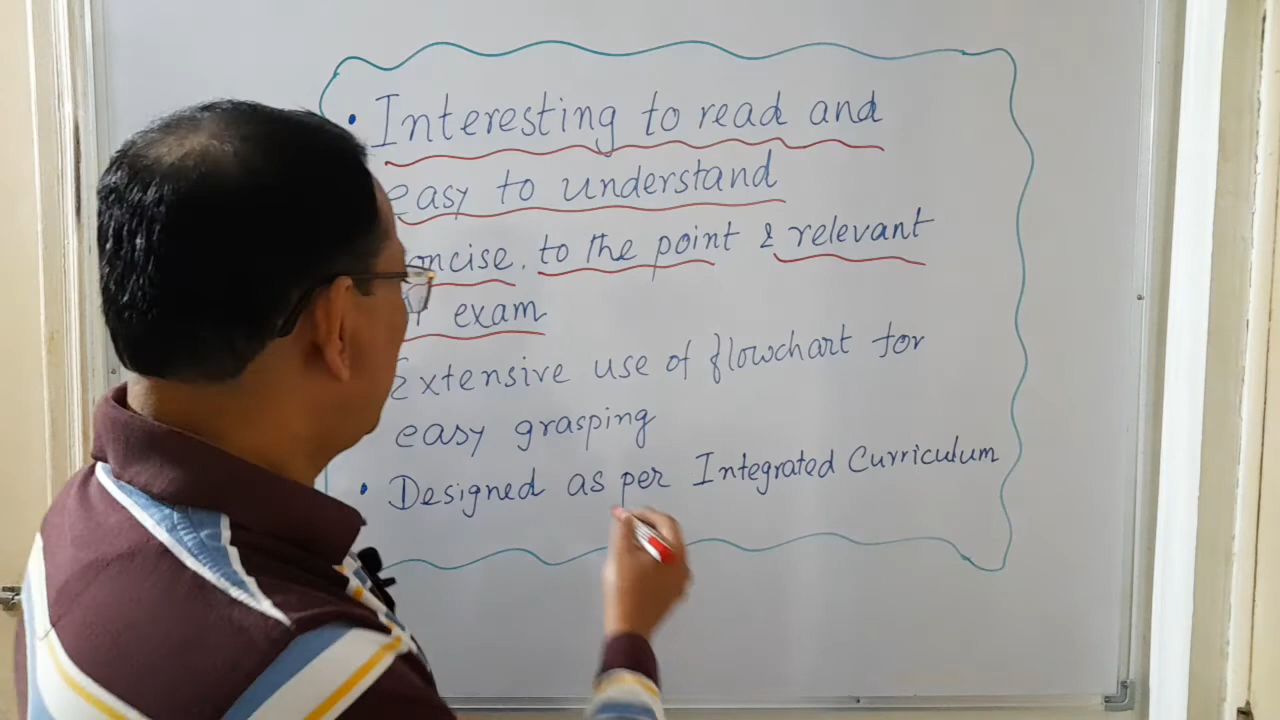 • Interesting to read and
easy to understand
oncise, to the point & relevant
exam
Extensive use of flowchart for
easy grasping
• Designed as per Integrated Curriculum